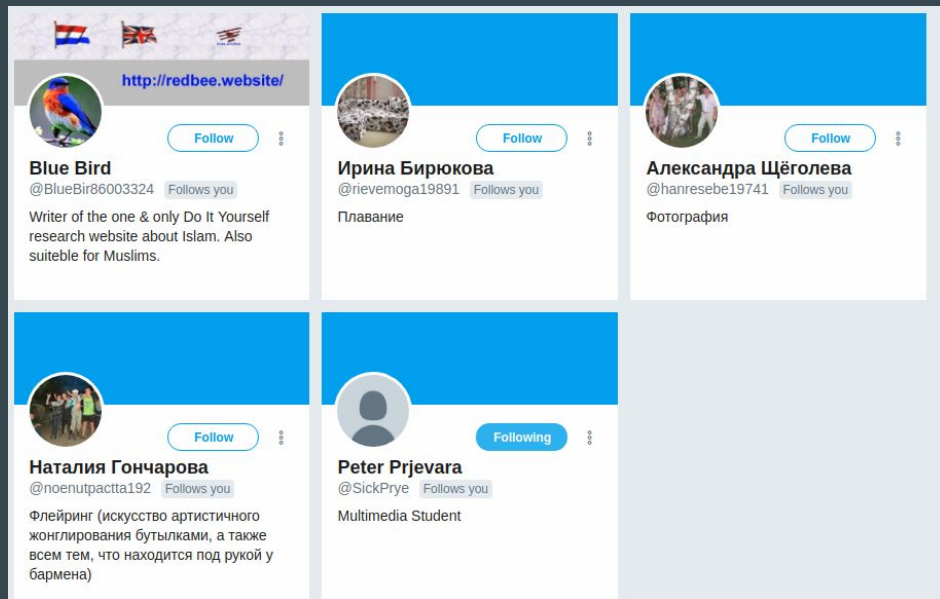 http://redbee.website/
Follow
Blue Bird
@BlueBir86003324 Follows you
Writer of the one & only Do It Yourself
research website about Islam. Also
suiteble for Muslims.
Follow
Ирина Бирюкова
@rievemoga19891 Follows you
Плавание
Follow
Александра Щёголева
@hanresebe19741 Follows you
Фотография
Follow
Наталия Гончарова
@noenutpactta192 Follows you
Флейринг (искусство артистичного
жонглирования бутылками, а также
всем тем, что находится под рукой у
бармена)
Following
Peter Prjevara
@SickPrye Follows you
Multimedia Student